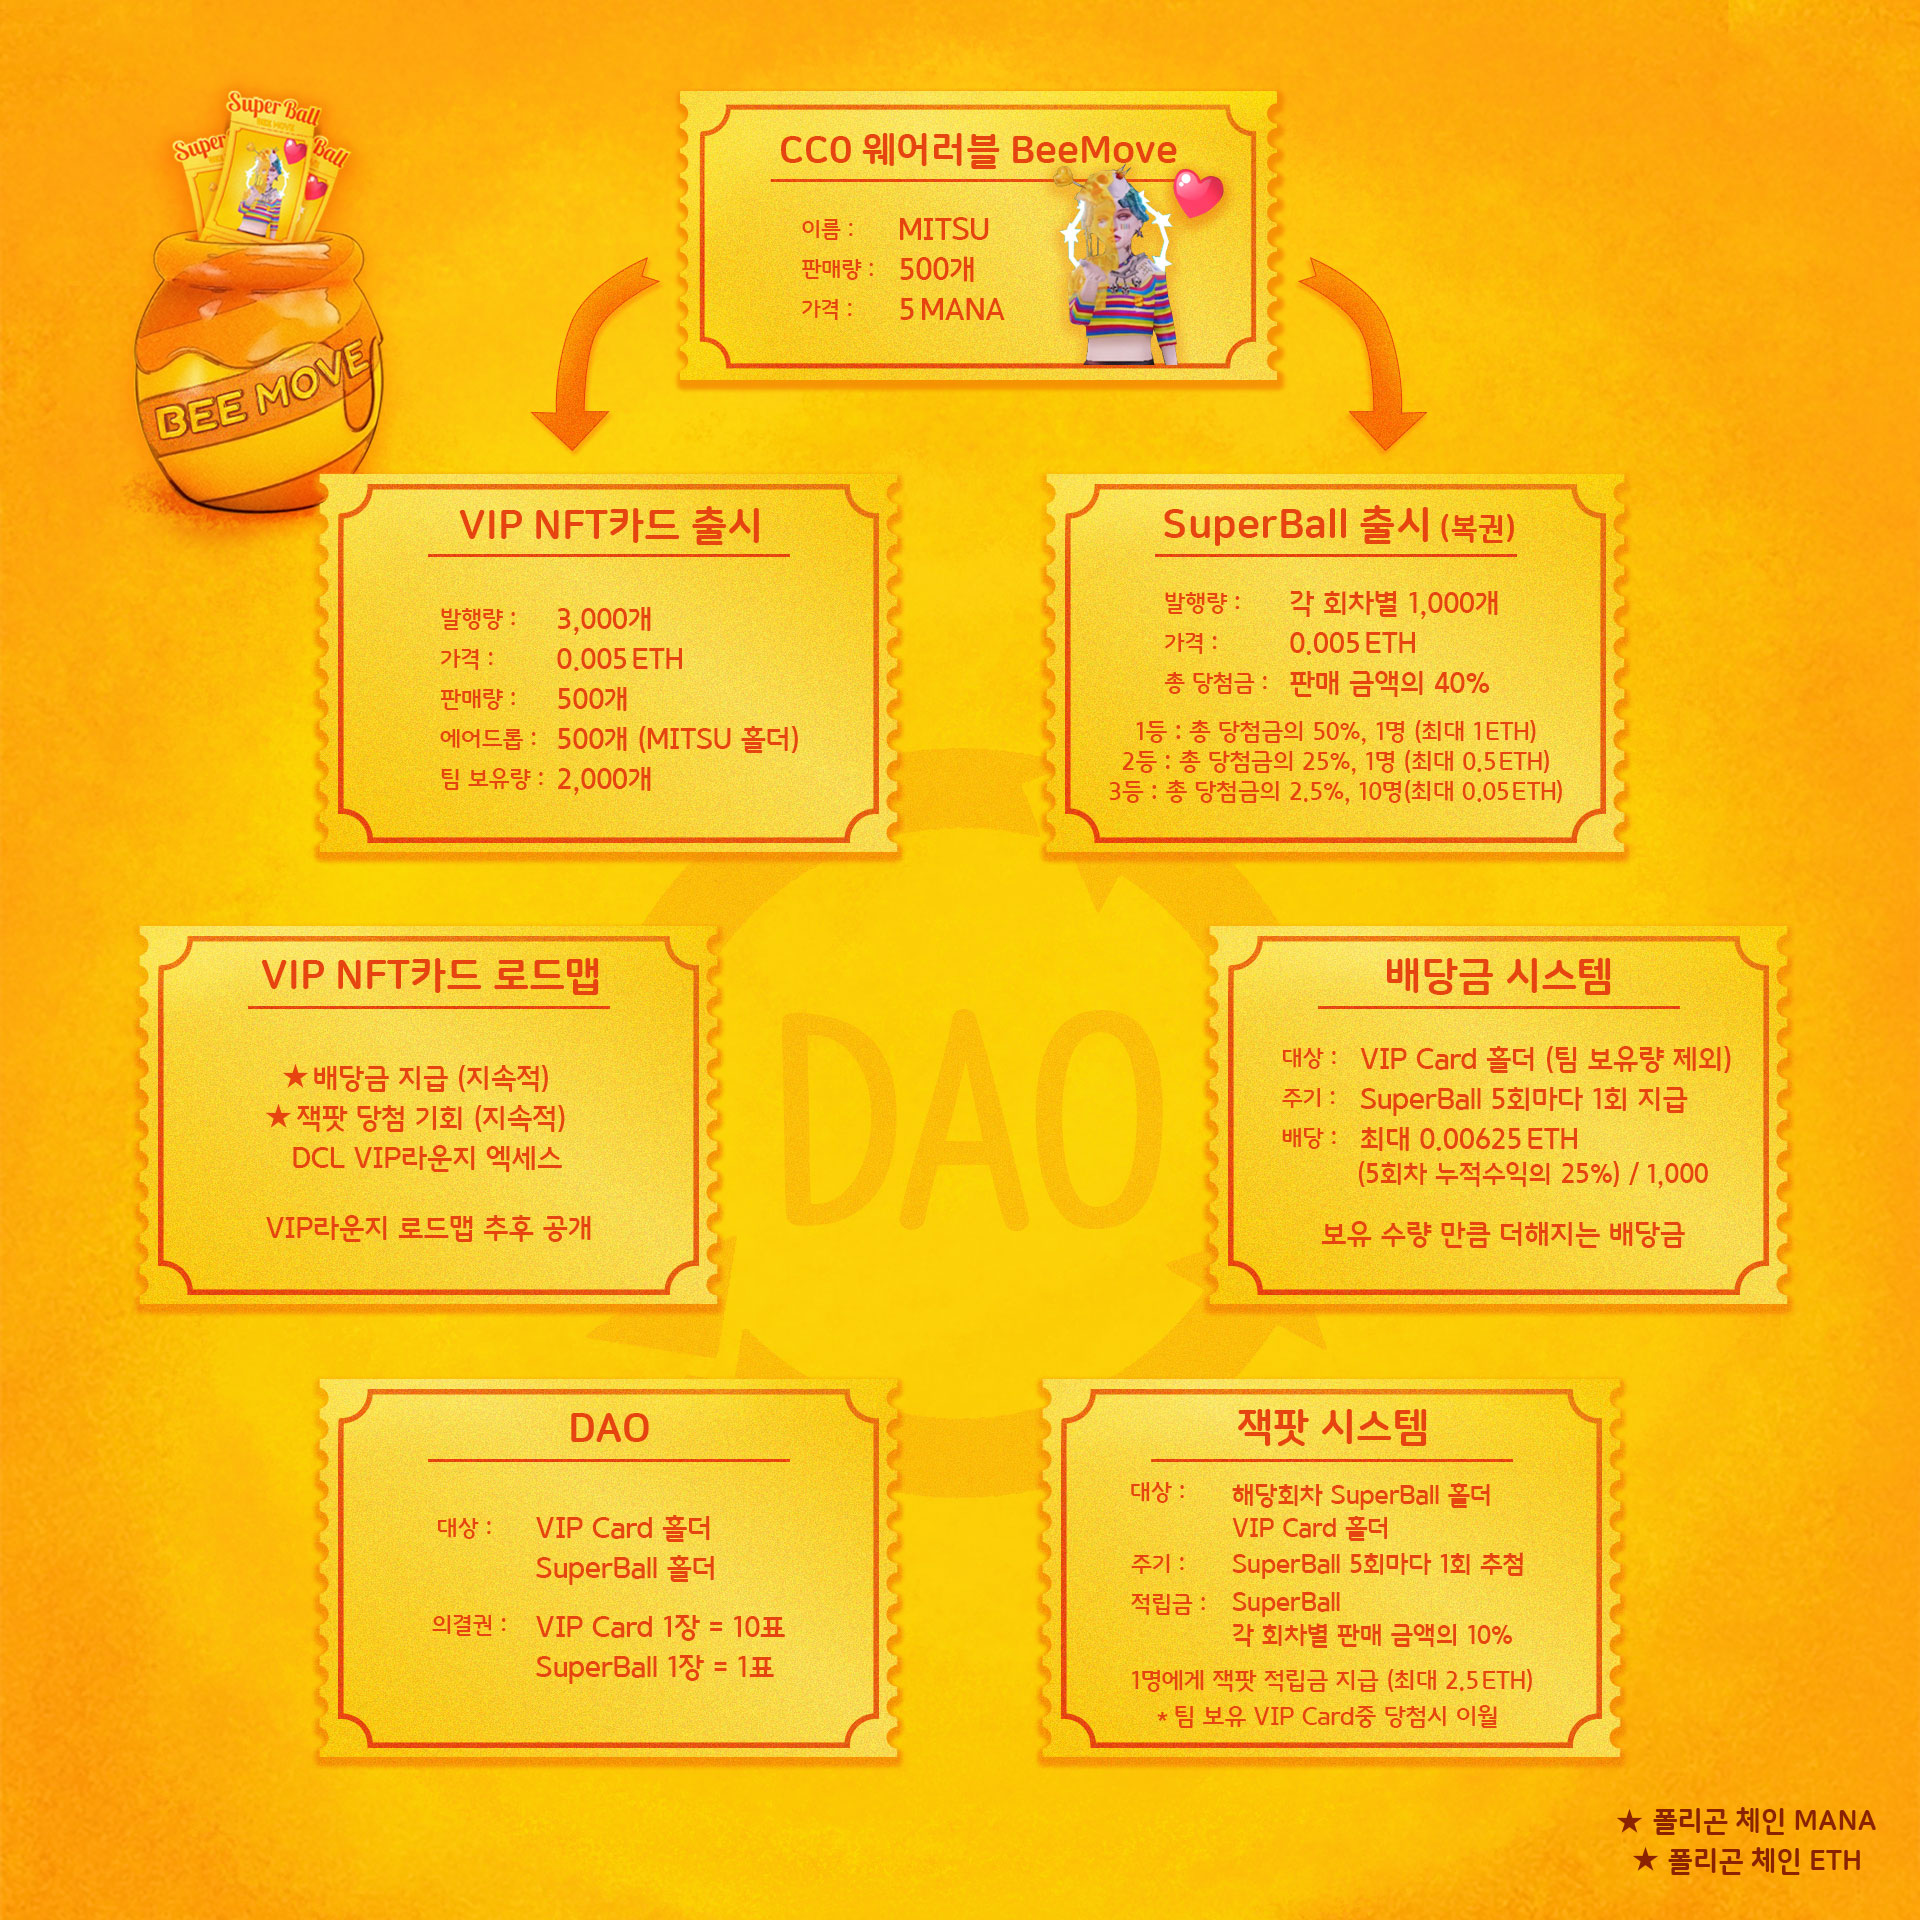 Super Ball
BEE MOVE
Super
Ball
BEE MOVE
CC0 웨어러블 BeeMove
이름 : MITSU
판매량 : 500개
가격 : 5 MANA
VIP NFT카드 출시
발행량 : 3,000개
가격 : 0.005 ETH
판매량 : 500개
에어드롭 : 500개 (MITSU 홀더)
팀 보유량 : 2,000개
SuperBall 출시 (복권)
발행량 : 각 회차별 1,000개
가격 : 0.005 ETH
총 당첨금 : 판매 금액의 40%
1등 : 총 당첨금의 50%, 1명 (최대 1ETH)
2등 : 총 당첨금의 25%, 1명 (최대 0.5ETH)
3등 : 총 당첨금의 2.5%, 10명(최대 0.05ETH)
VIP NFT카드 로드맵
★ 배당금 지급 (지속적)
★ 잭팟 당첨 기회 (지속적)
DCL VIP라운지 엑세스
VIP라운지 로드맵 추후 공개
DAO
배당금 시스템
대상 : VIP Card 홀더 (팀 보유량 제외)
주기 : SuperBall 5회마다 1회 지급
배당 : 최대 0.00625 ETH
(5회차 누적수익의 25%) / 1,000
보유 수량 만큼 더해지는 배당금
DAO
대상 : VIP Card 홀더
SuperBall 홀더
의결권 : VIP Card 1장 = 10표
SuperBall 1장 = 1표
잭팟 시스템
대상 : 해당회차 SuperBall 홀더
VIP Card 홀더
주기 : SuperBall 5회마다 1회 추첨
적립금 : SuperBall
각 회차별 판매 금액의 10%
1명에게 잭팟 적립금 지급 (최대 2.5ETH)
* 팀 보유 VIP Card중 당첨시 이월
★ 폴리곤 체인 MANA
★ 폴리곤 체인 ETH